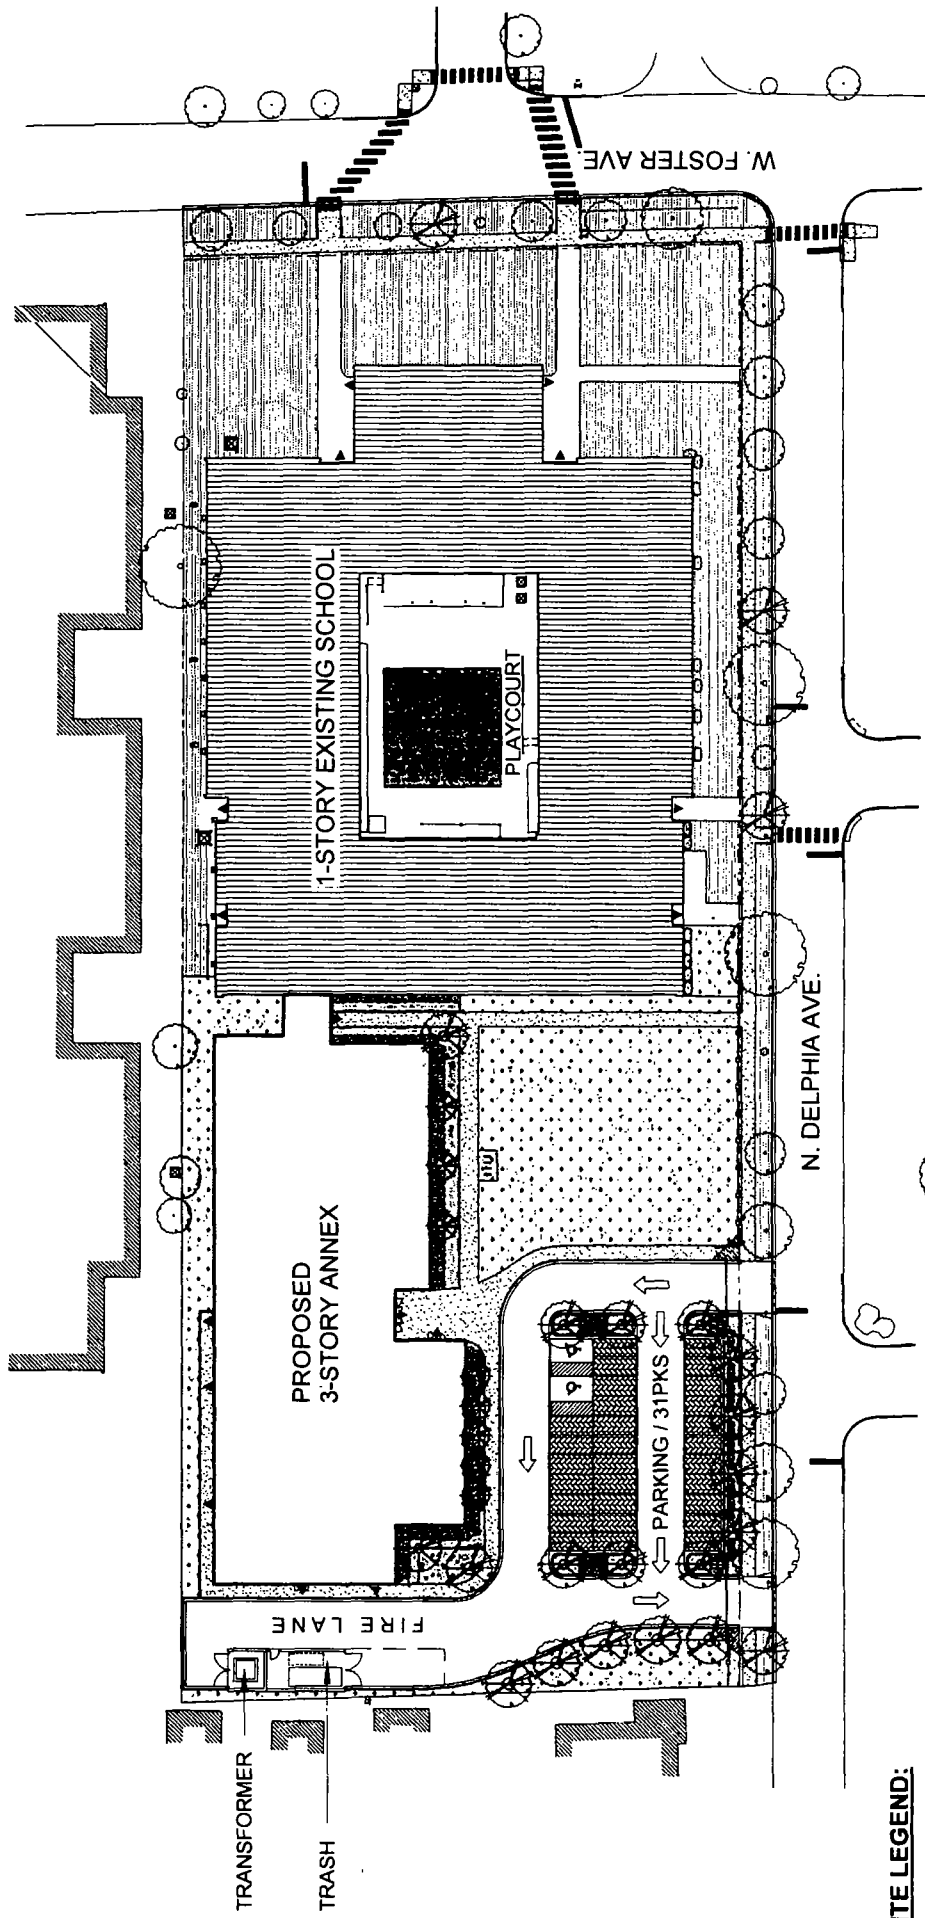 W. FOSTER AVE.
1-STORY EXISTING SCHOOL
PLAYCOURT
N. DELPHIA AVE.
PROPOSED
3-STORY ANNEX
PARKING / 31PKS
FIRE LANE
TRANSFORMER
TRASH
TE LEGEND: